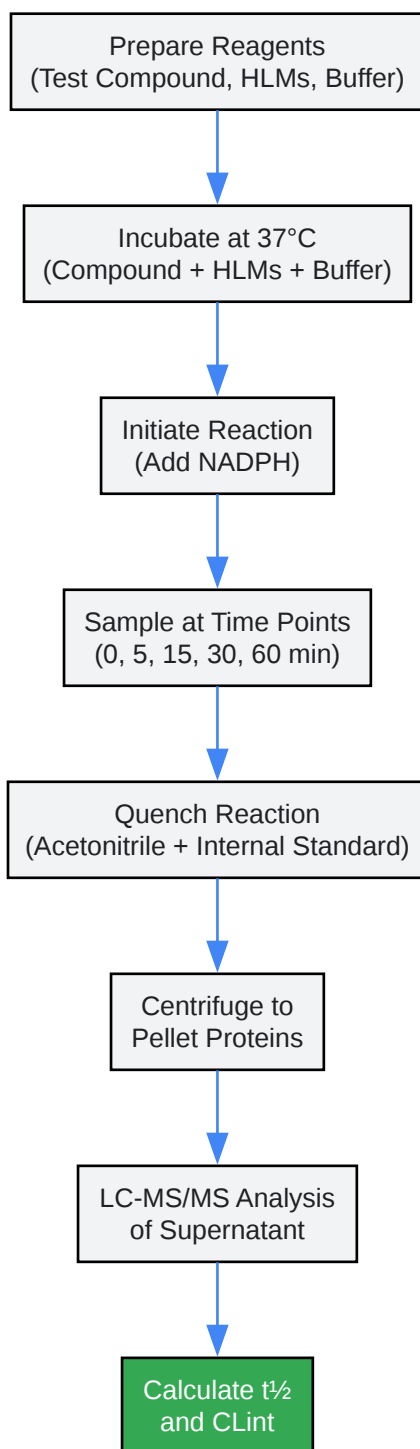 Prepare Reagents
(Test Compound, HLMs, Buffer)
Incubate at 37°C
(Compound + HLMs + Buffer)
Initiate Reaction
(Add NADPH)
Sample at Time Points
(0, 5, 15, 30, 60 min)
Quench Reaction
(Acetonitrile + Internal Standard)
Centrifuge to
Pellet Proteins
LC-MS/MS Analysis
of Supernatant
Calculate t½
and CLint